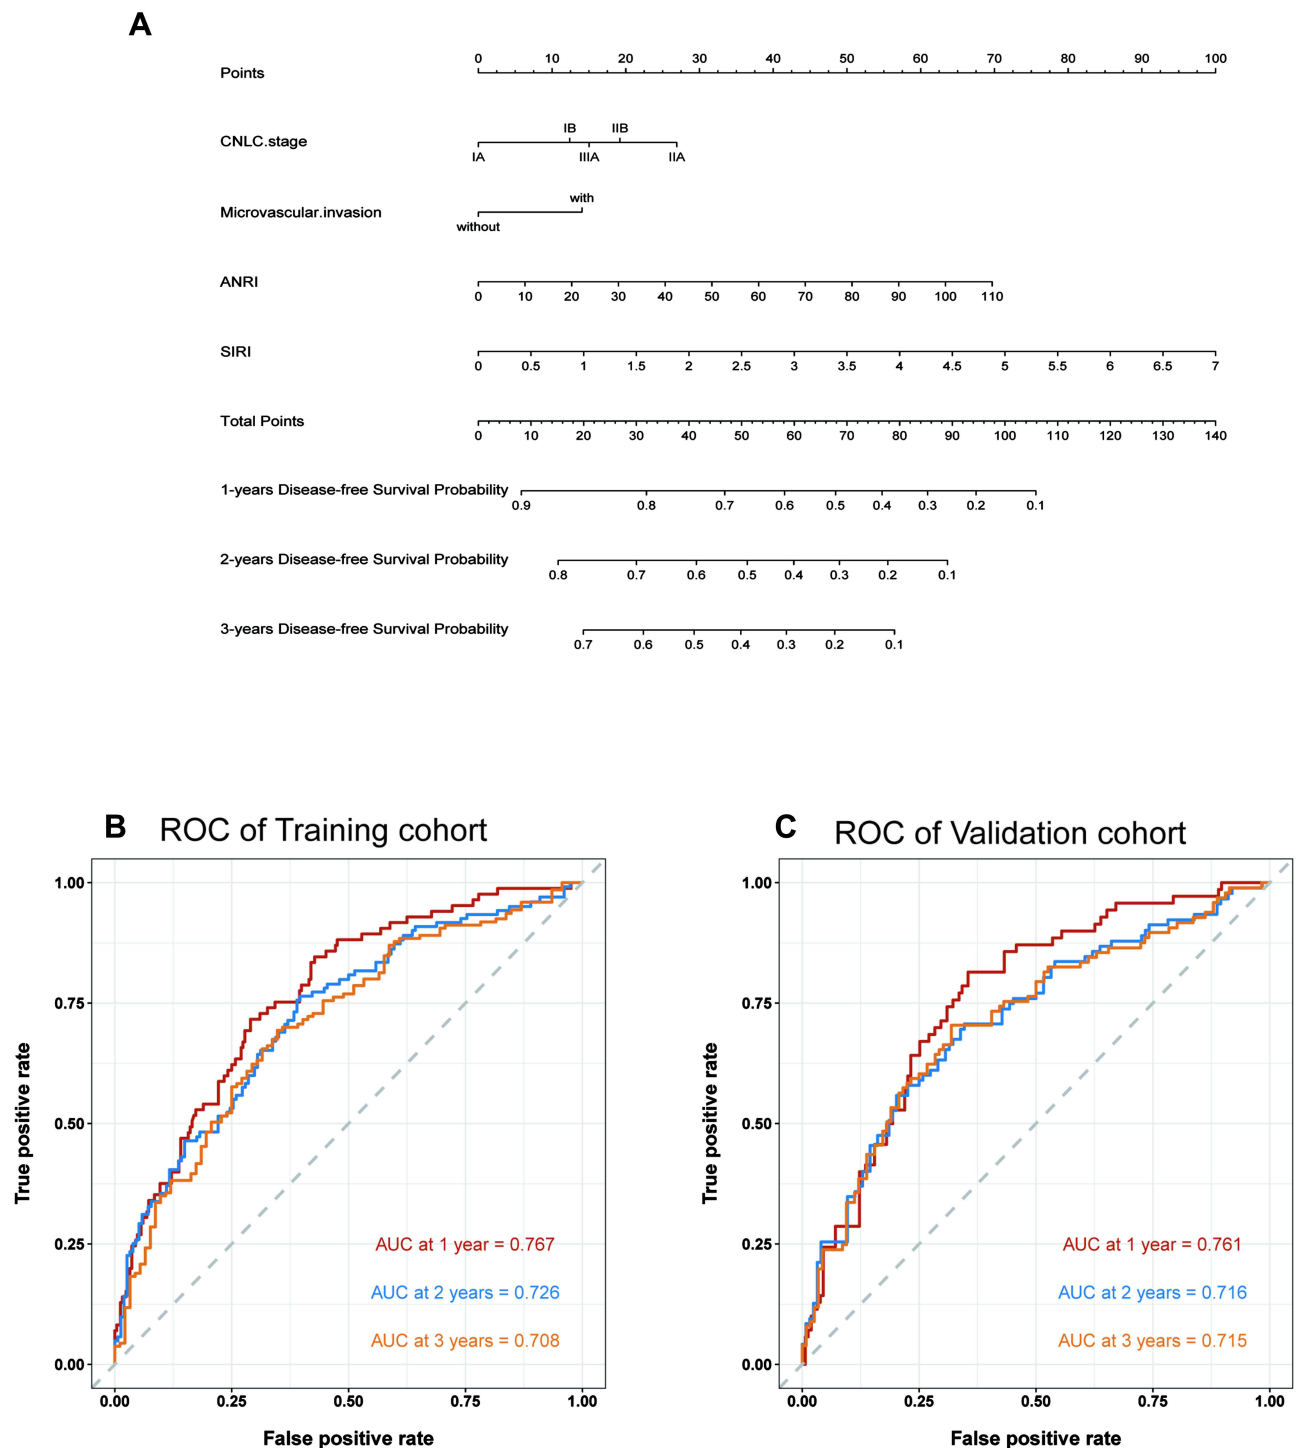 A
Points
0 10 20 30 40 50 60 70 80 90 100
CNLC.stage
IB IIB
IA IIIA IIA
Microvascular.invasion
with
without
ANRI
0 10 20 30 40 50 60 70 80 90 100 110
SIRI
0 0.5 1 1.5 2 2.5 3 3.5 4 4.5 5 5.5 6 6.5 7
Total Points
0 10 20 30 40 50 60 70 80 90 100 110 120 130 140
1-years Disease-free Survival Probability
0.9 0.8 0.7 0.6 0.5 0.4 0.3 0.2 0.1
2-years Disease-free Survival Probability
0.8 0.7 0.6 0.5 0.4 0.3 0.2 0.1
3-years Disease-free Survival Probability
0.7 0.6 0.5 0.4 0.3 0.2 0.1
B
ROC of Training cohort
True positive rate
1.00
0.75
0.50
0.25
0.00
AUC at 1 year = 0.767
AUC at 2 years = 0.726
AUC at 3 years = 0.708
0.00 0.25 0.50 0.75 1.00
False positive rate
C
ROC of Validation cohort
True positive rate
1.00
0.75
0.50
0.25
0.00
AUC at 1 year = 0.761
AUC at 2 years = 0.716
AUC at 3 years = 0.715
0.00 0.25 0.50 0.75 1.00
False positive rate